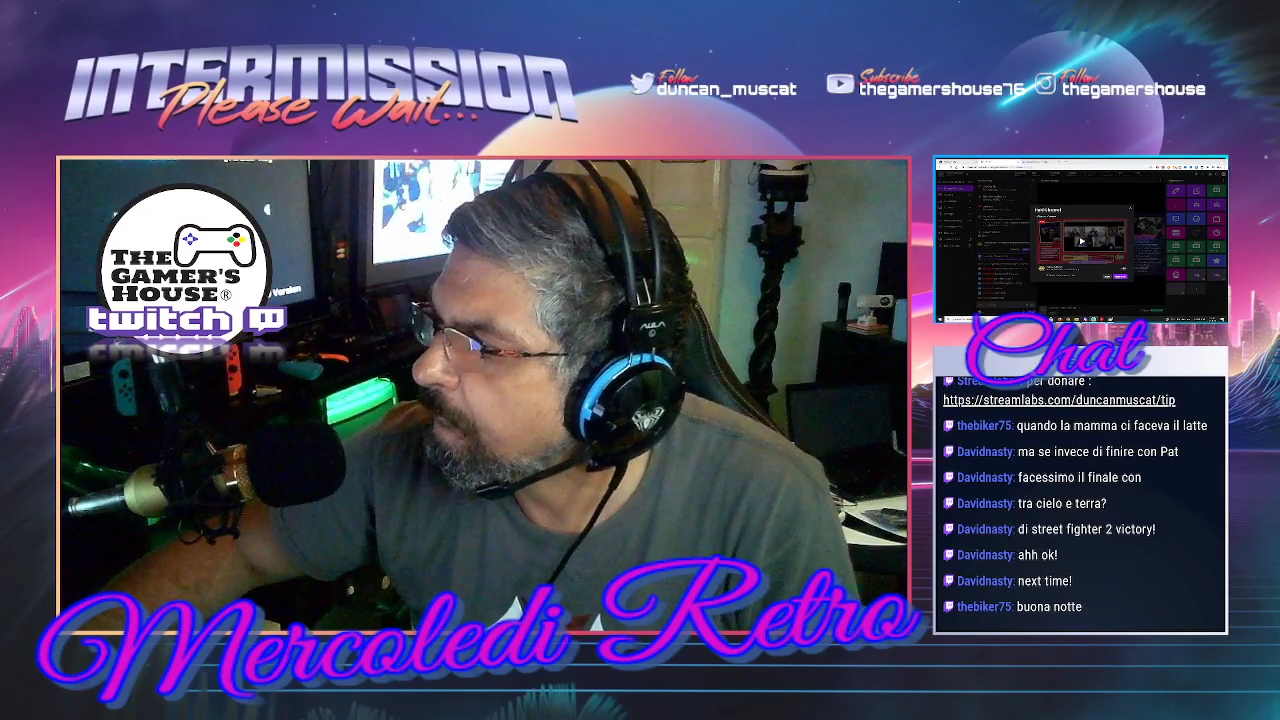 INTERMISSION
Please Wait...
Follow
duncan_muscat
Subscribe
thegamershouse76
Follow
thegamershouse
THE
GAMER'S
HOUSE®
twitch
AULA
Chat
per donare :
https://streamlabs.com/duncanmuscat/tip
thebiker75: quando la mamma ci faceva il latte
Davidnasty: ma se invece di finire con Pat
Davidnasty: facessimo il finale con
Davidnasty: tra cielo e terra?
Davidnasty: di street fighter 2 victory!
Davidnasty: ahh ok!
Davidnasty: next time!
thebiker75: buona notte
Mercoledi Retro